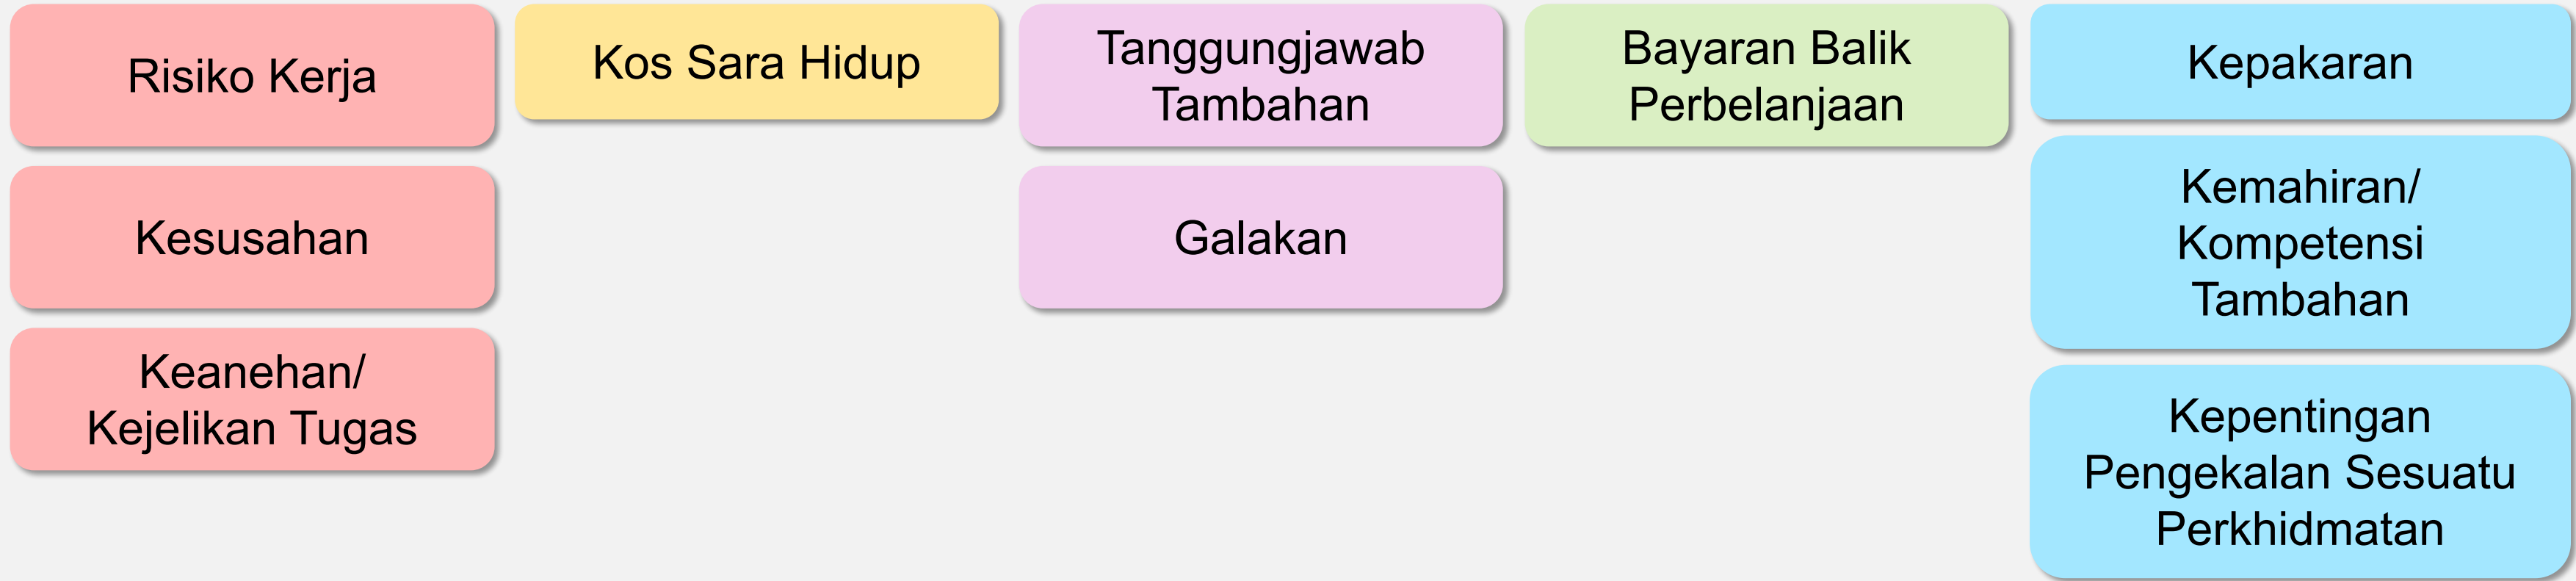 Risiko Kerja
Kesusahan
Keanehan/
Kejelikan Tugas
Kos Sara Hidup
Tanggungjawab
Tambahan
Galakan
Bayaran Balik
Perbelanjaan
Kepakaran
Kemahiran/
Kompetensi
Tambahan
Kepentingan
Pengekalan Sesuatu
Perkhidmatan